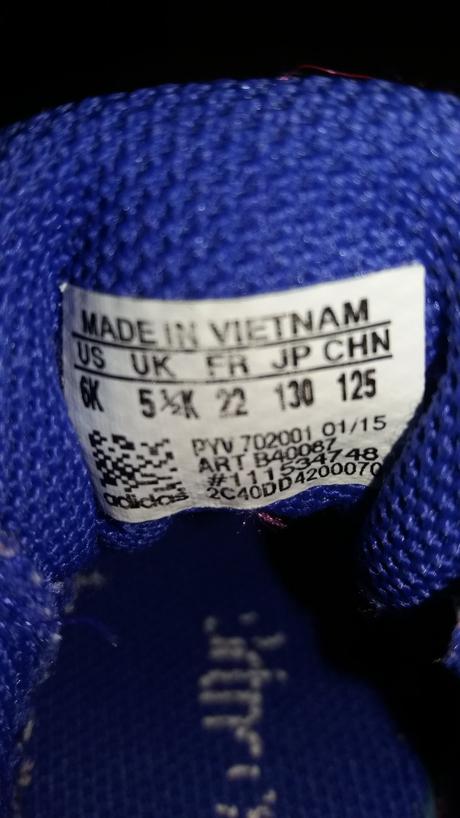 MADE IN VIETNAM
US UK FR JP CHN
6K 5½K 22 130 125
PYV 702001 01/15
ART B40087
#111534748
2C40DD4200070
adidas